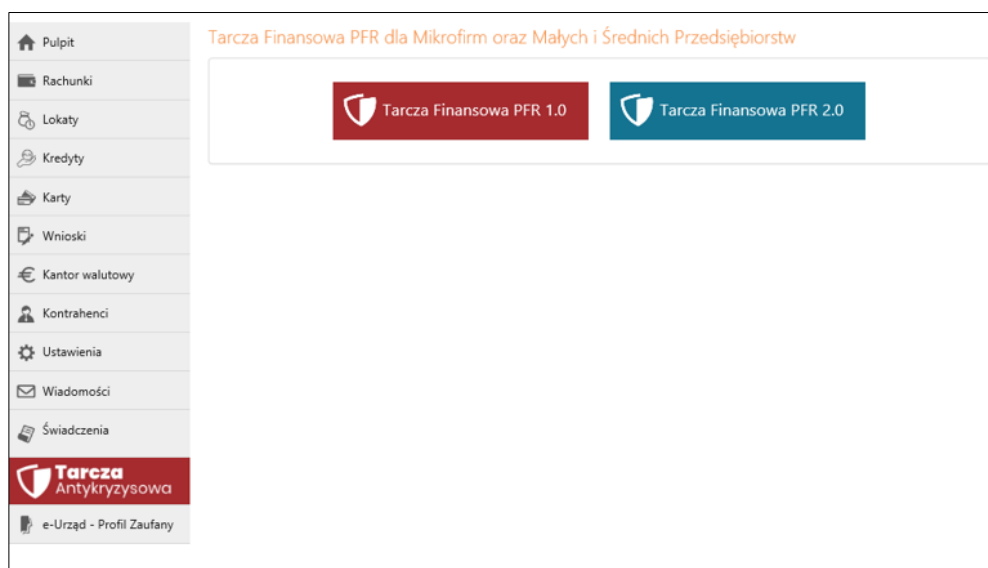 Pulpit
Rachunki
Lokaty
Kredyty
Karty
Wnioski
Kantor walutowy
Kontrahenci
Ustawienia
Wiadomości
Świadczenia
Tarcza
Antykryzysowa
e-Urząd - Profil Zaufany
Tarcza Finansowa PFR dla Mikrofirm oraz Małych i Średnich Przedsiębiorstw
Tarcza Finansowa PFR 1.0
Tarcza Finansowa PFR 2.0